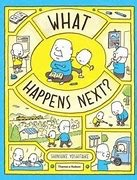 WHAT
HAPPENS NEXT?
SHINSUKE YOSHITAKE
Thames & Hudson